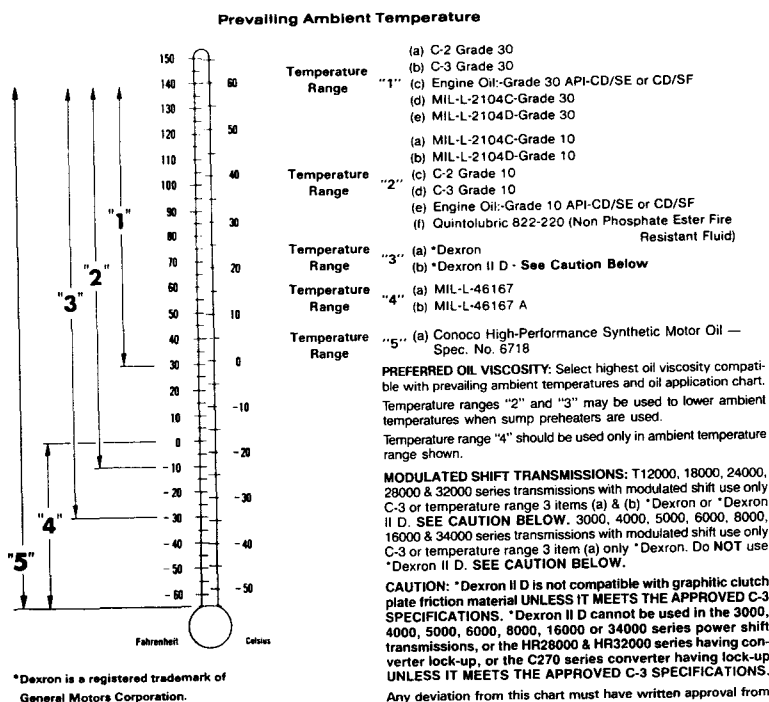 Prevailing Ambient Temperature
150
140
130
120
110
100
90
80
70
60
50
40
30
20
10
0
- 10
- 20
- 30
- 40
- 50
- 60
60
50
40
30
20
10
0
- 10
- 20
- 30
- 40
- 50
"1"
"2"
"3"
"4"
"5"
Fahrenheit
Celsius
*Dexron is a registered trademark of
General Motors Corporation.
Temperature
Range
"1"
(a) C-2 Grade 30
(b) C-3 Grade 30
(c) Engine Oil:-Grade 30 API-CD/SE or CD/SF
(d) MIL-L-2104C-Grade 30
(e) MIL-L-2104D-Grade 30
Temperature
Range
"2"
(a) MIL-L-2104C-Grade 10
(b) MIL-L-2104D-Grade 10
(c) C-2 Grade 10
(d) C-3 Grade 10
(e) Engine Oil:-Grade 10 API-CD/SE or CD/SF
(f) Quintolubric 822-220 (Non Phosphate Ester Fire
Resistant Fluid)
Temperature
Range
"3"
(a) *Dexron
(b) *Dexron II D - See Caution Below
Temperature
Range
"4"
(a) MIL-L-46167
(b) MIL-L-46167 A
Temperature
Range
"5"
(a) Conoco High-Performance Synthetic Motor Oil —
Spec. No. 6718
PREFERRED OIL VISCOSITY: Select highest oil viscosity compati-
ble with prevailing ambient temperatures and oil application chart.
Temperature ranges "2" and "3" may be used to lower ambient
temperatures when sump preheaters are used.
Temperature range "4" should be used only in ambient temperature
range shown.
MODULATED SHIFT TRANSMISSIONS: T12000, 18000, 24000,
28000 & 32000 series transmissions with modulated shift use only
C-3 or temperature range 3 items (a) & (b) *Dexron or *Dexron
II D. SEE CAUTION BELOW. 3000, 4000, 5000, 6000, 8000,
16000 & 34000 series transmissions with modulated shift use only
C-3 or temperature range 3 item (a) only *Dexron. Do NOT use
*Dexron II D. SEE CAUTION BELOW.
CAUTION: *Dexron II D is not compatible with graphitic clutch
plate friction material UNLESS IT MEETS THE APPROVED C-3
SPECIFICATIONS. *Dexron II D cannot be used in the 3000,
4000, 5000, 6000, 8000, 16000 or 34000 series power shift
transmissions, or the HR28000 & HR32000 series having con-
verter lock-up, or the C270 series converter having lock-up
UNLESS IT MEETS THE APPROVED C-3 SPECIFICATIONS.
Any deviation from this chart must have written approval from